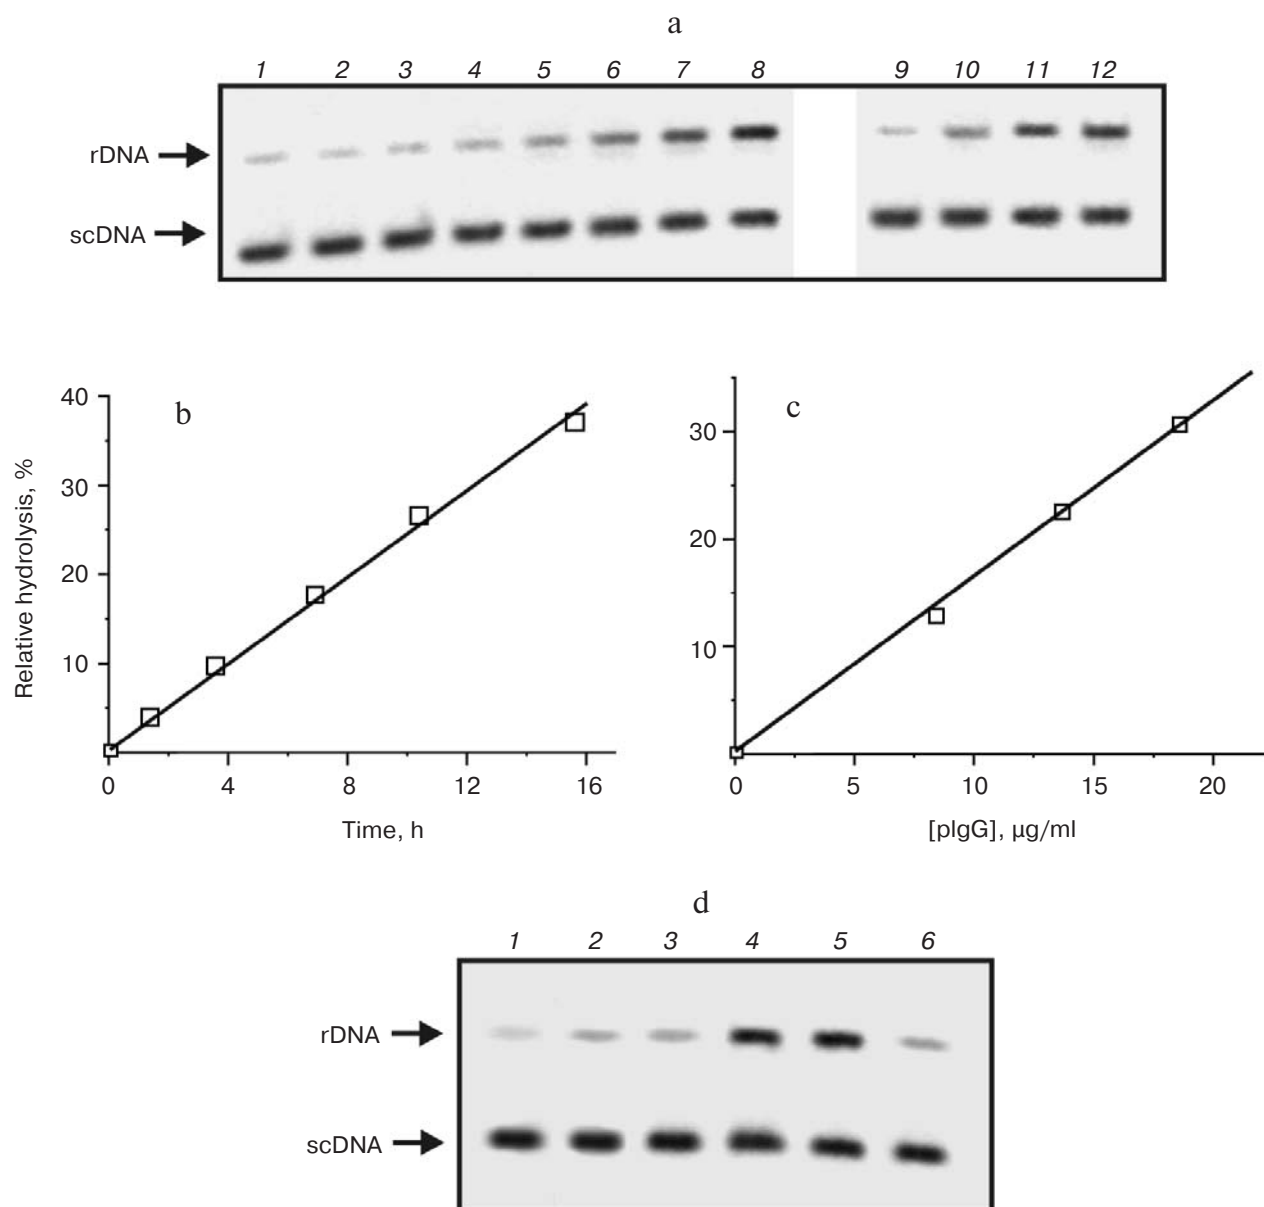 a
1 2 3 4 5 6 7 8 9 10 11 12
rDNA
scDNA
b
c
Relative hydrolysis, %
40
30
20
10
0 4 8 12 16
Time, h
30
20
10
0 5 10 15 20
[pIgG], µg/ml
d
1 2 3 4 5 6
rDNA
scDNA